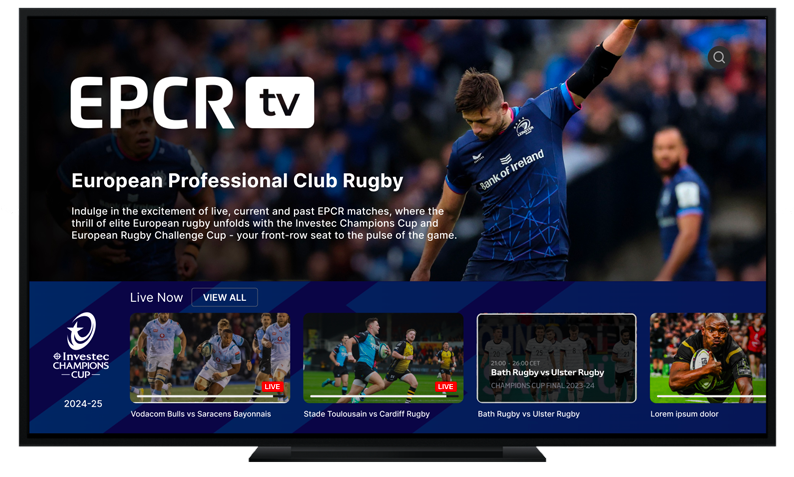 EPCR tv
European Professional Club Rugby
Indulge in the excitement of live, current and past EPCR matches, where the
thrill of elite European rugby unfolds with the Investec Champions Cup and
European Rugby Challenge Cup - your front-row seat to the pulse of the game.
LEINSTER
Bank of Ireland
Live Now
VIEW ALL
Investec
CHAMPIONS
CUP
2024-25
LIVE
Vodacom Bulls vs Saracens Bayonnais
LIVE
Stade Toulousain vs Cardiff Rugby
21:00 - 26:00 CET
Bath Rugby vs Ulster Rugby
CHAMPIONS CUP FINAL 2023-24
Bath Rugby vs Ulster Rugby
Lorem ipsum dolor